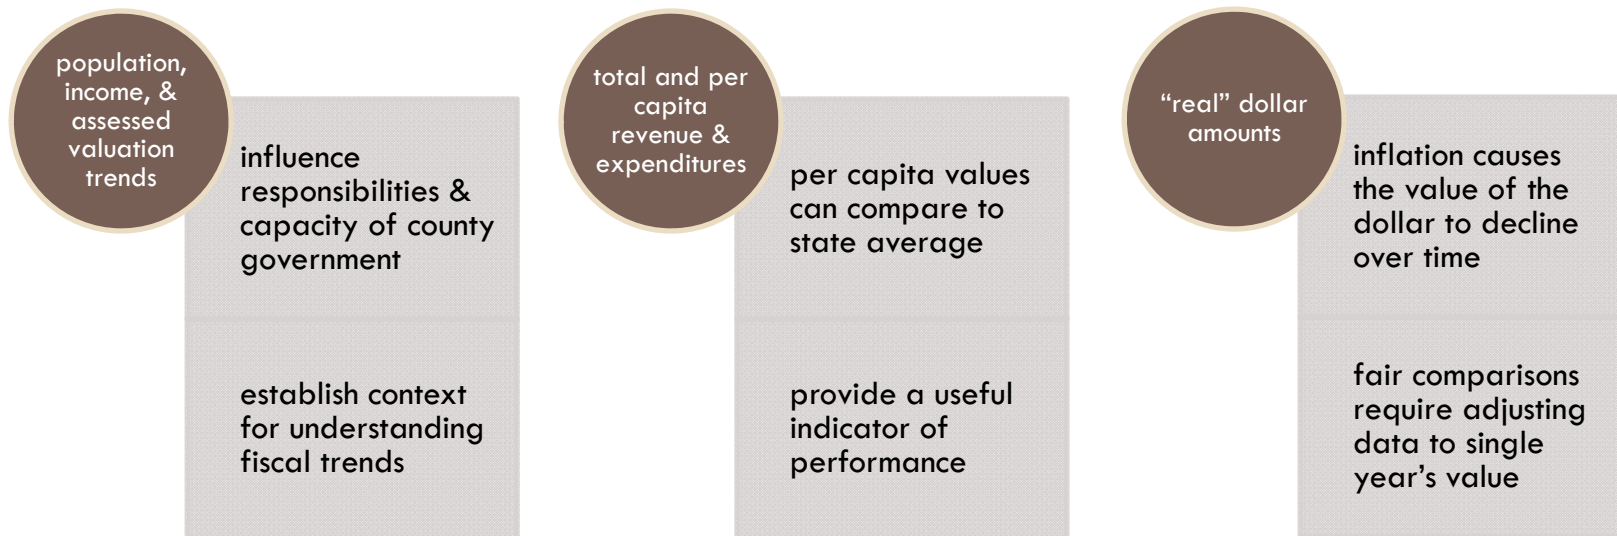 population,
income, &
assessed
valuation
trends
influence
responsibilities &
capacity of county
government
establish context
for understanding
fiscal trends
total and per
capita
revenue &
expenditures
per capita values
can compare to
state average
provide a useful
indicator of
performance
“real” dollar
amounts
inflation causes
the value of the
dollar to decline
over time
fair comparisons
require adjusting
data to single
year’s value